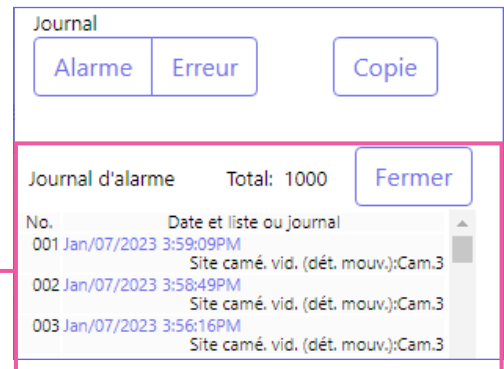 Journal
Alarme Erreur Copie
Journal d'alarme Total: 1000 Fermer
No. Date et liste ou journal
001 Jan/07/2023 3:59:09PM
Site camé. vid. (dét. mouv.):Cam.3
002 Jan/07/2023 3:58:49PM
Site camé. vid. (dét. mouv.):Cam.3
003 Jan/07/2023 3:56:16PM
Site camé. vid. (dét. mouv.):Cam.3